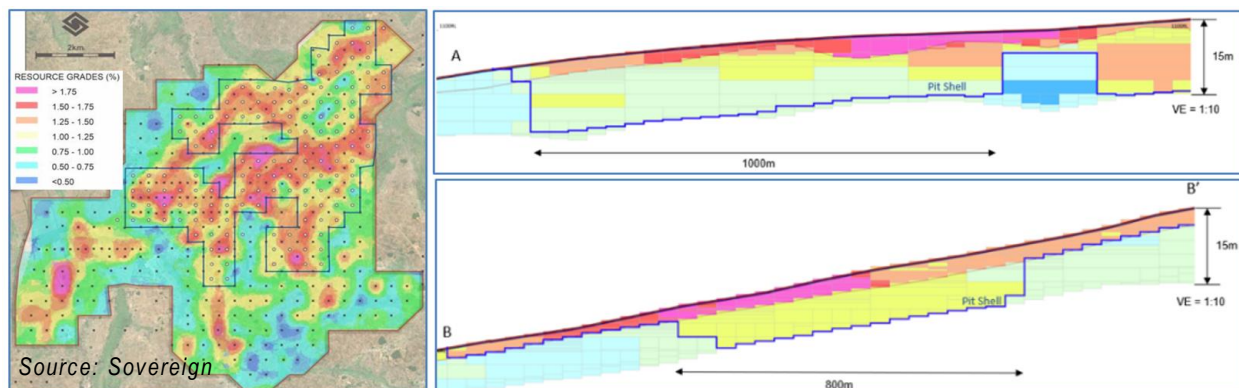 2km
RESOURCE GRADES (%)
> 1.75
1.50 - 1.75
1.25 - 1.50
1.00 - 1.25
0.75 - 1.00
0.50 - 0.75
<0.50
Source: Sovereign
A
15m
Pit Shell
VE = 1:10
1000m
B'
15m
Pit Shell
VE = 1:10
B
800m